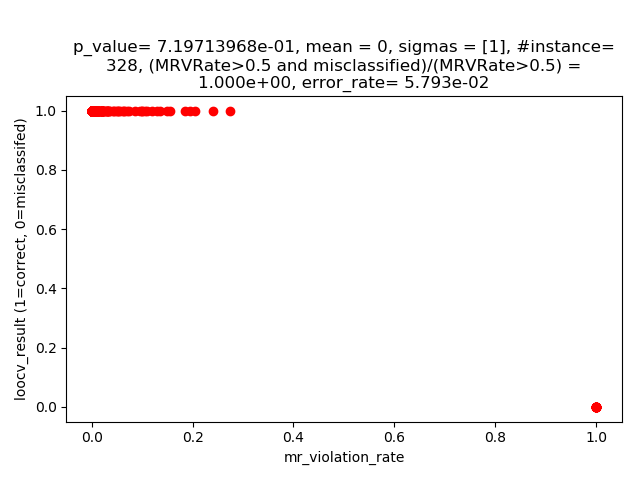 p_value= 7.19713968e-01, mean = 0, sigmas = [1], #instance=
328, (MRVRate>0.5 and misclassified)/(MRVRate>0.5) =
1.000e+00, error_rate= 5.793e-02
loocv_result (1=correct, 0=misclassifed)
1.0
0.8
0.6
0.4
0.2
0.0
0.0 0.2 0.4 0.6 0.8 1.0
mr_violation_rate